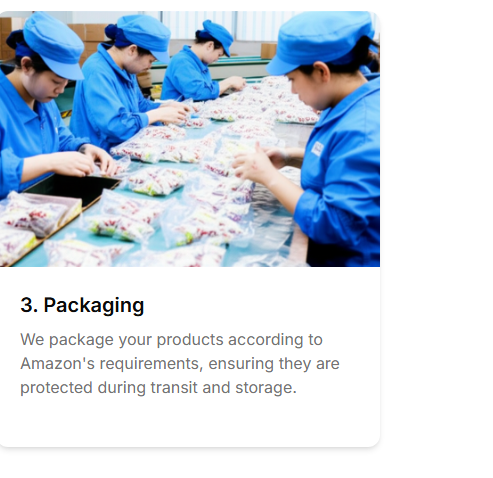 3. Packaging
We package your products according to
Amazon's requirements, ensuring they are
protected during transit and storage.